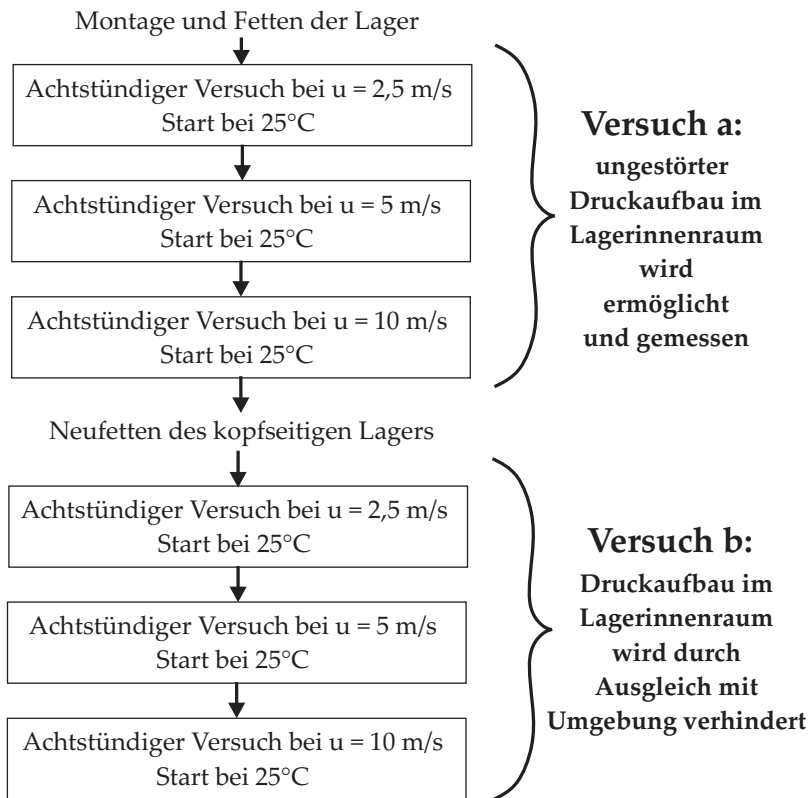 Montage und Fetten der Lager
Achtstündiger Versuch bei u = 2,5 m/s
Start bei 25°C
Achtstündiger Versuch bei u = 5 m/s
Start bei 25°C
Achtstündiger Versuch bei u = 10 m/s
Start bei 25°C
Versuch a:
ungestörter
Druckaufbau im
Lagerinnenraum
wird
ermöglicht
und gemessen
Neufetten des kopfseitigen Lagers
Achtstündiger Versuch bei u = 2,5 m/s
Start bei 25°C
Achtstündiger Versuch bei u = 5 m/s
Start bei 25°C
Achtstündiger Versuch bei u = 10 m/s
Start bei 25°C
Versuch b:
Druckaufbau im
Lagerinnenraum
wird durch
Ausgleich mit
Umgebung verhindert